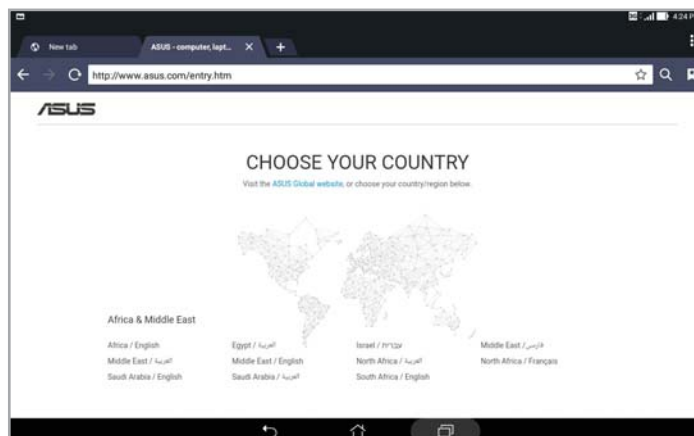 4:24 P
New tab
ASUS - computer, lapt...
http://www.asus.com/entry.htm
ASUS
CHOOSE YOUR COUNTRY
Visit the ASUS Global website, or choose your country/region below.
Africa & Middle East
Africa / English
Egypt / العربية
Israel / עברית
Middle East / فارسی
Middle East / العربية
Middle East / English
North Africa / العربية
North Africa / Français
Saudi Arabia / English
Saudi Arabia / العربية
South Africa / English